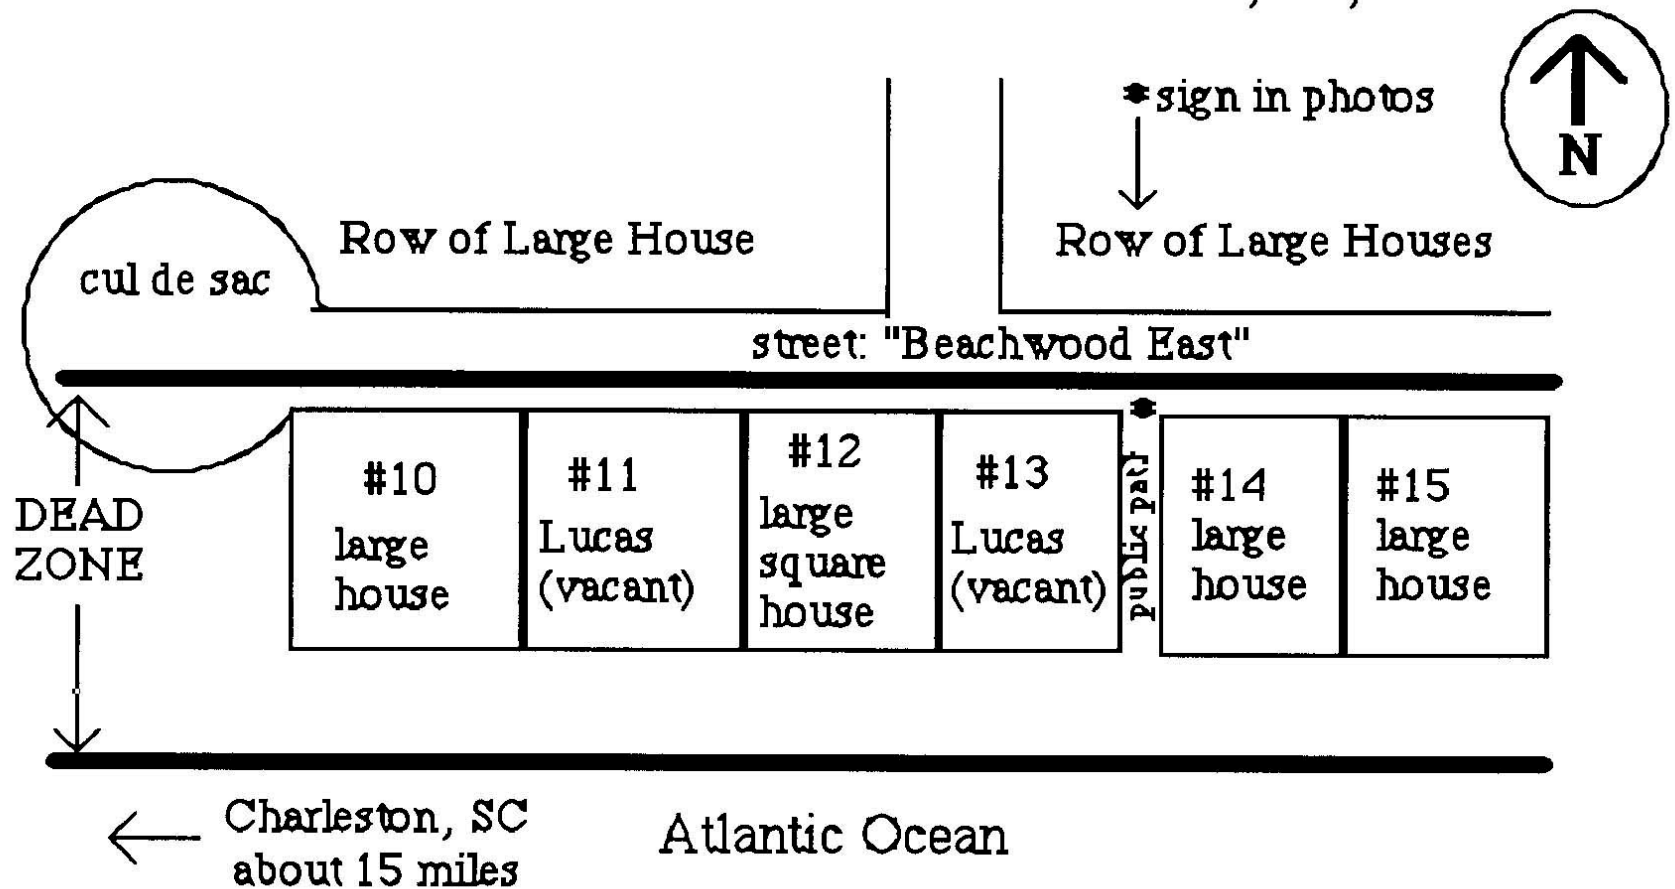 *sign in photos
N
Row of Large House
Row of Large Houses
cul de sac
street: "Beachwood East"
DEAD
ZONE
#10
large
house
#11
Lucas
(vacant)
#12
large
square
house
#13
Lucas
(vacant)
public
#14
large
house
#15
large
house
Charleston, SC
about 15 miles
Atlantic Ocean